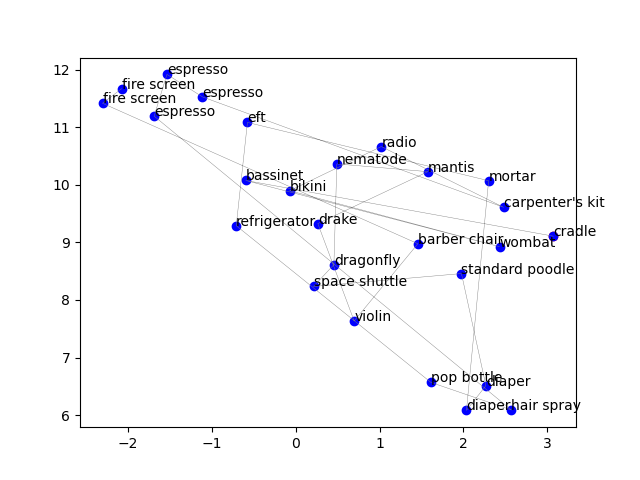 12
espresso
fire screen
espresso
fire screen
espresso
eft
11
radio
nematode
mantis
bassinet
mortar
10
bikini
carpenter's kit
refrigerator
drake
cradle
9
barber chair
wombat
dragonfly
standard poodle
space shuttle
8
violin
7
pop bottle
diaper
diaper
hair spray
6
−2
−1
0
1
2
3